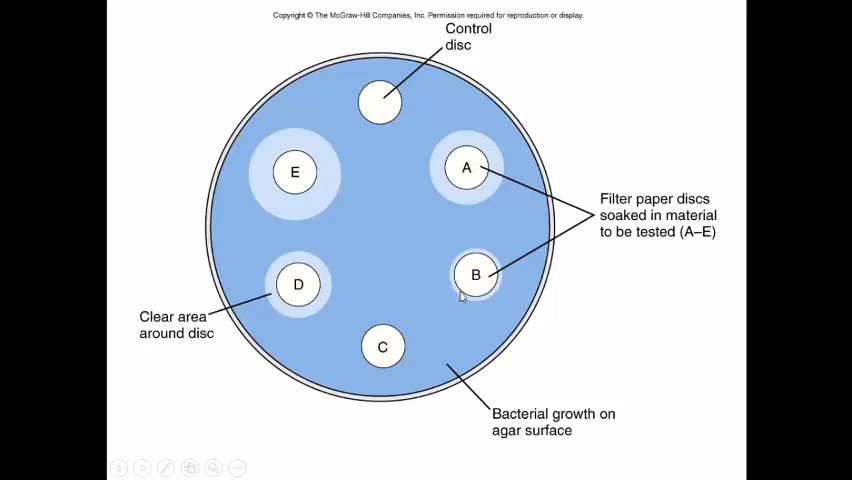 Copyright © The McGraw-Hill Companies, Inc. Permission required for reproduction or display.
Control
disc
E
A
Filter paper discs
soaked in material
to be tested (A–E)
B
D
Clear area
around disc
C
Bacterial growth on
agar surface